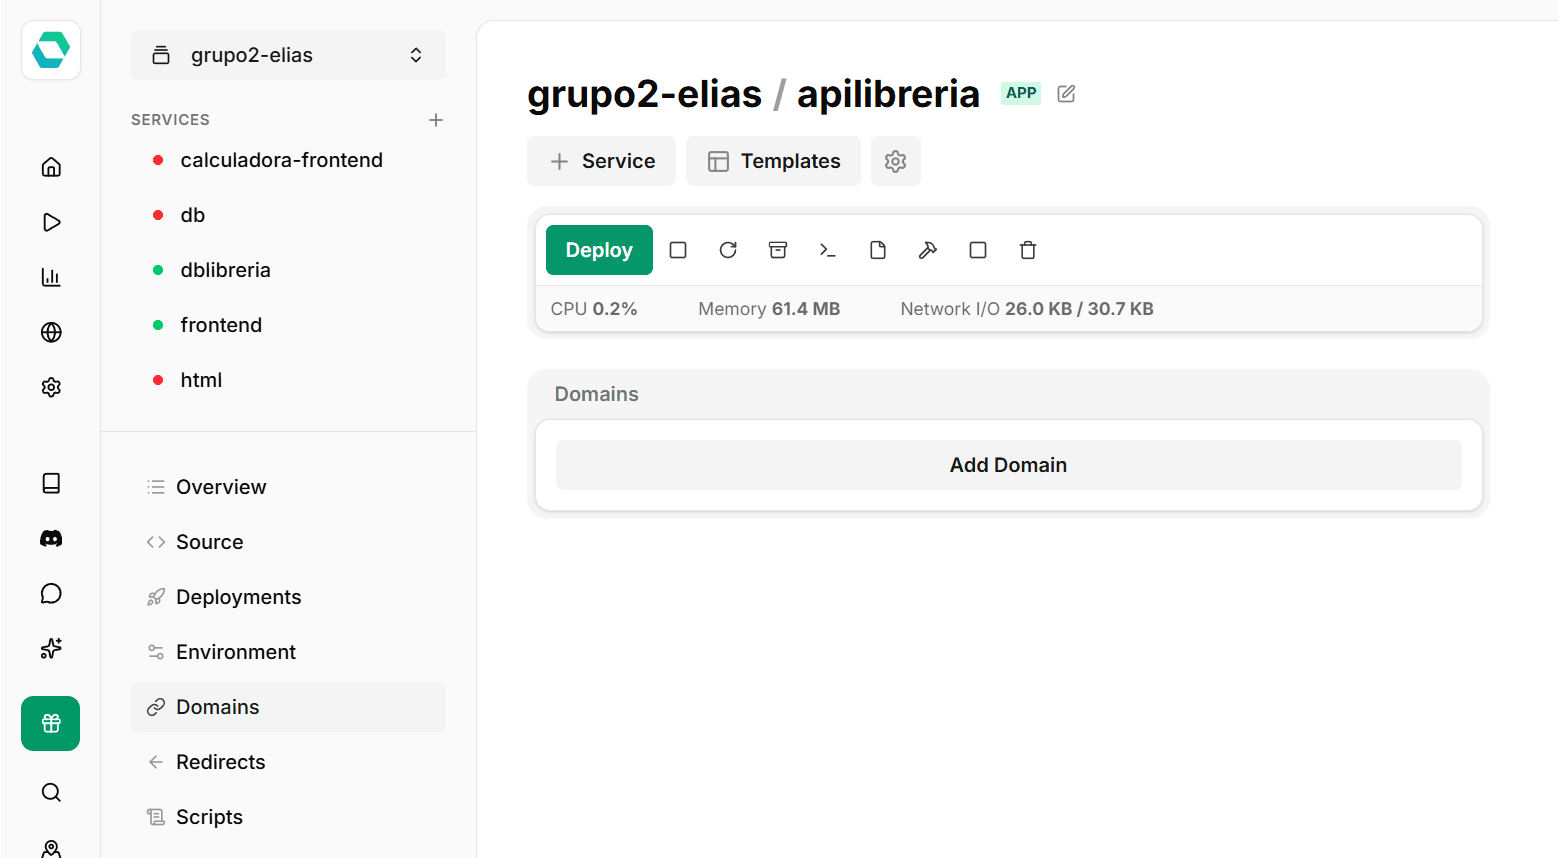 grupo2-elias
SERVICES
calculadora-frontend
db
dblibreria
frontend
html
Overview
Source
Deployments
Environment
Domains
Redirects
Scripts
grupo2-elias / apilibreria APP
Service Templates
Deploy
CPU 0.2% Memory 61.4 MB Network I/O 26.0 KB / 30.7 KB
Domains
Add Domain